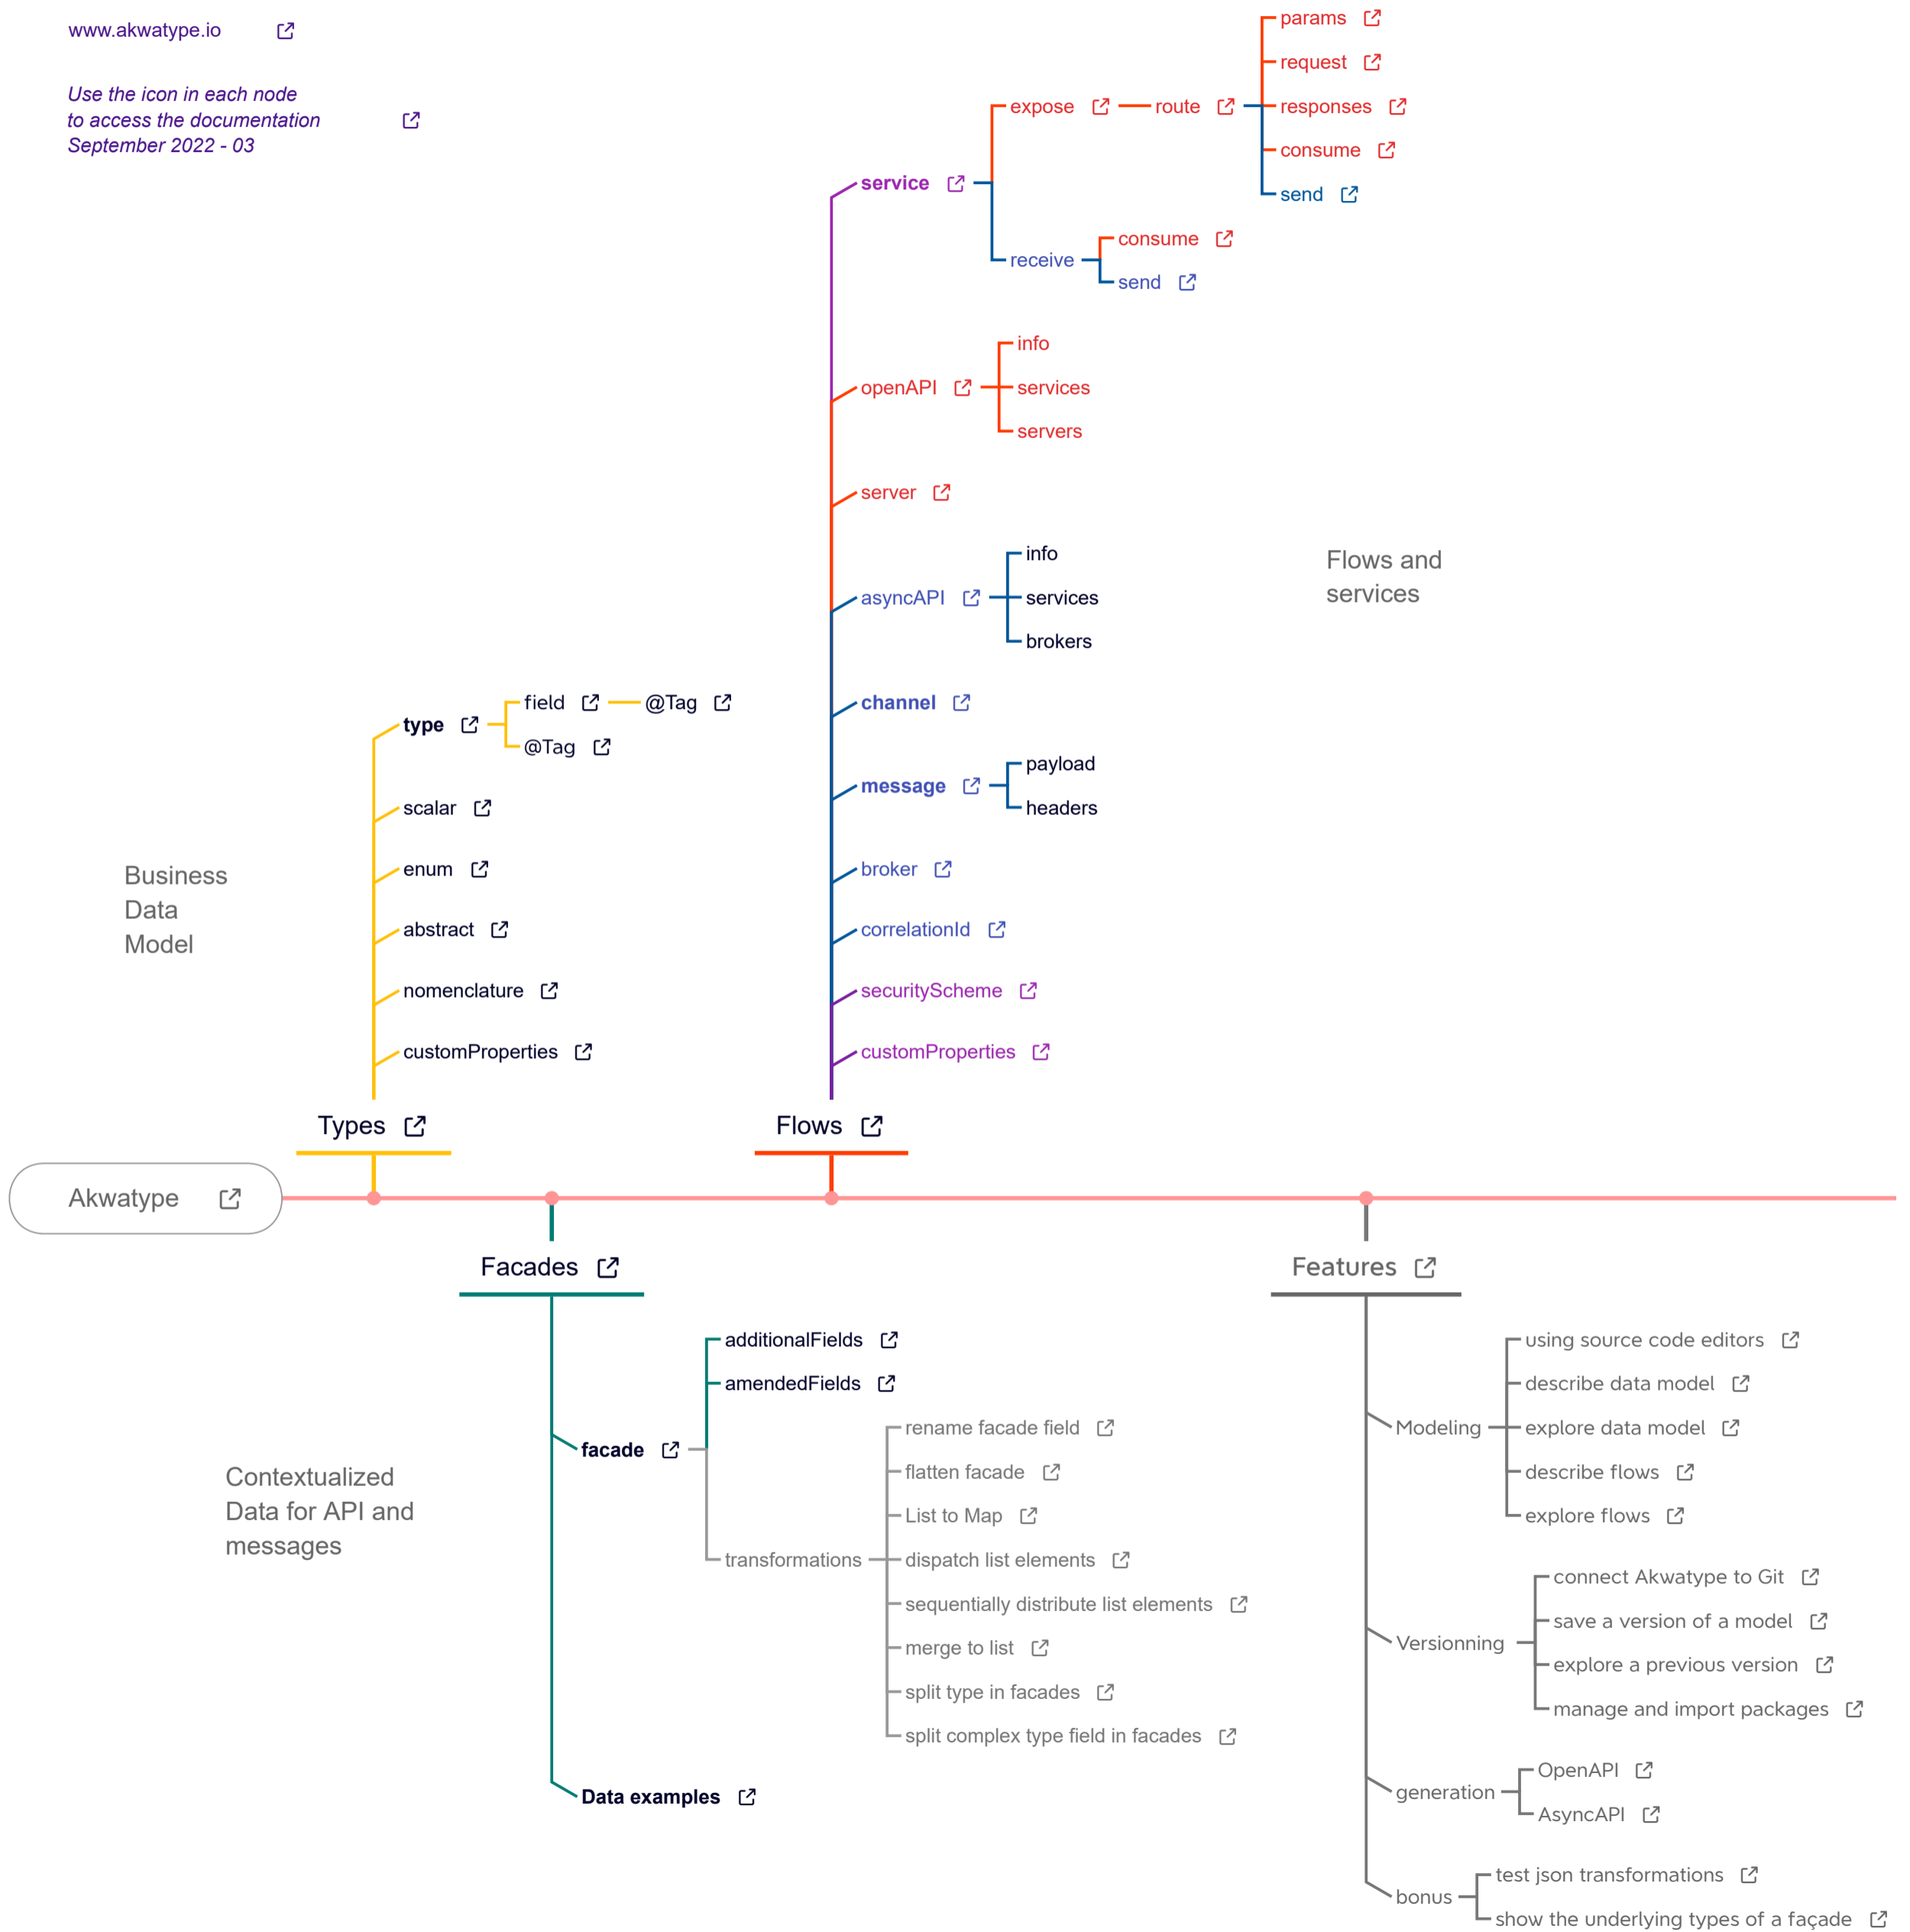 www.akwatype.io
Use the icon in each node
to access the documentation
September 2022 - 03
params
request
expose
route
responses
consume
service
send
consume
receive
send
info
openAPI
services
servers
server
info
asyncAPI
services
brokers
Flows and
services
field
@Tag
type
@Tag
channel
payload
message
headers
scalar
enum
broker
Business
Data
Model
abstract
correlationId
nomenclature
securityScheme
customProperties
customProperties
Types
Flows
Akwatype
Facades
Features
additionalFields
amendedFields
facade
transformations
rename facade field
flatten facade
List to Map
dispatch list elements
sequentially distribute list elements
merge to list
split type in facades
split complex type field in facades
Contextualized
Data for API and
messages
Data examples
using source code editors
describe data model
Modeling
explore data model
describe flows
explore flows
connect Akwatype to Git
save a version of a model
Versionning
explore a previous version
manage and import packages
OpenAPI
generation
AsyncAPI
test json transformations
bonus
show the underlying types of a façade